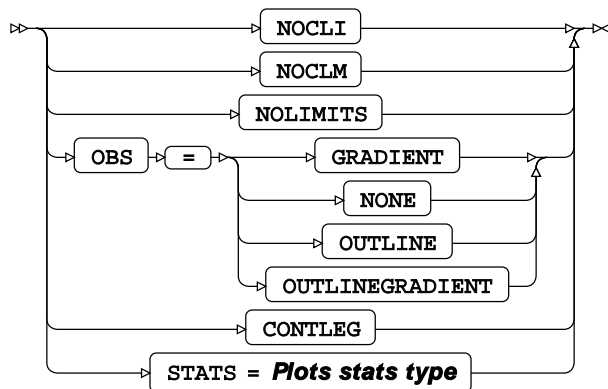 NOCLI
NOCLM
NOLIMITS
OBS = GRADIENT
NONE
OUTLINE
OUTLINEGRADIENT
CONTLEG
STATS = Plots stats type